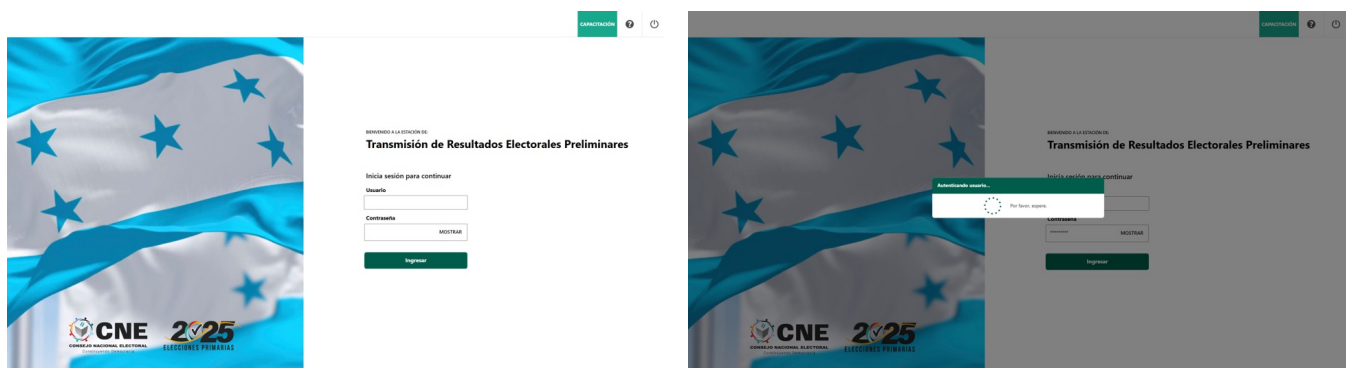 CAPACITACIÓN
BIENVENIDO A LA ESTACIÓN DE:
Transmisión de Resultados Electorales Preliminares
Inicia sesión para continuar
Usuario
Contraseña
MOSTRAR
Ingresar
CNE
CONSEJO NACIONAL ELECTORAL
2025
ELECCIONES PRIMARIAS
CAPACITACIÓN
BIENVENIDO A LA ESTACIÓN DE:
Transmisión de Resultados Electorales Preliminares
Inicia sesión para continuar
Autenticando usuario...
Por favor, espere.
Contraseña
MOSTRAR
Ingresar
CNE
CONSEJO NACIONAL ELECTORAL
2025
ELECCIONES PRIMARIAS